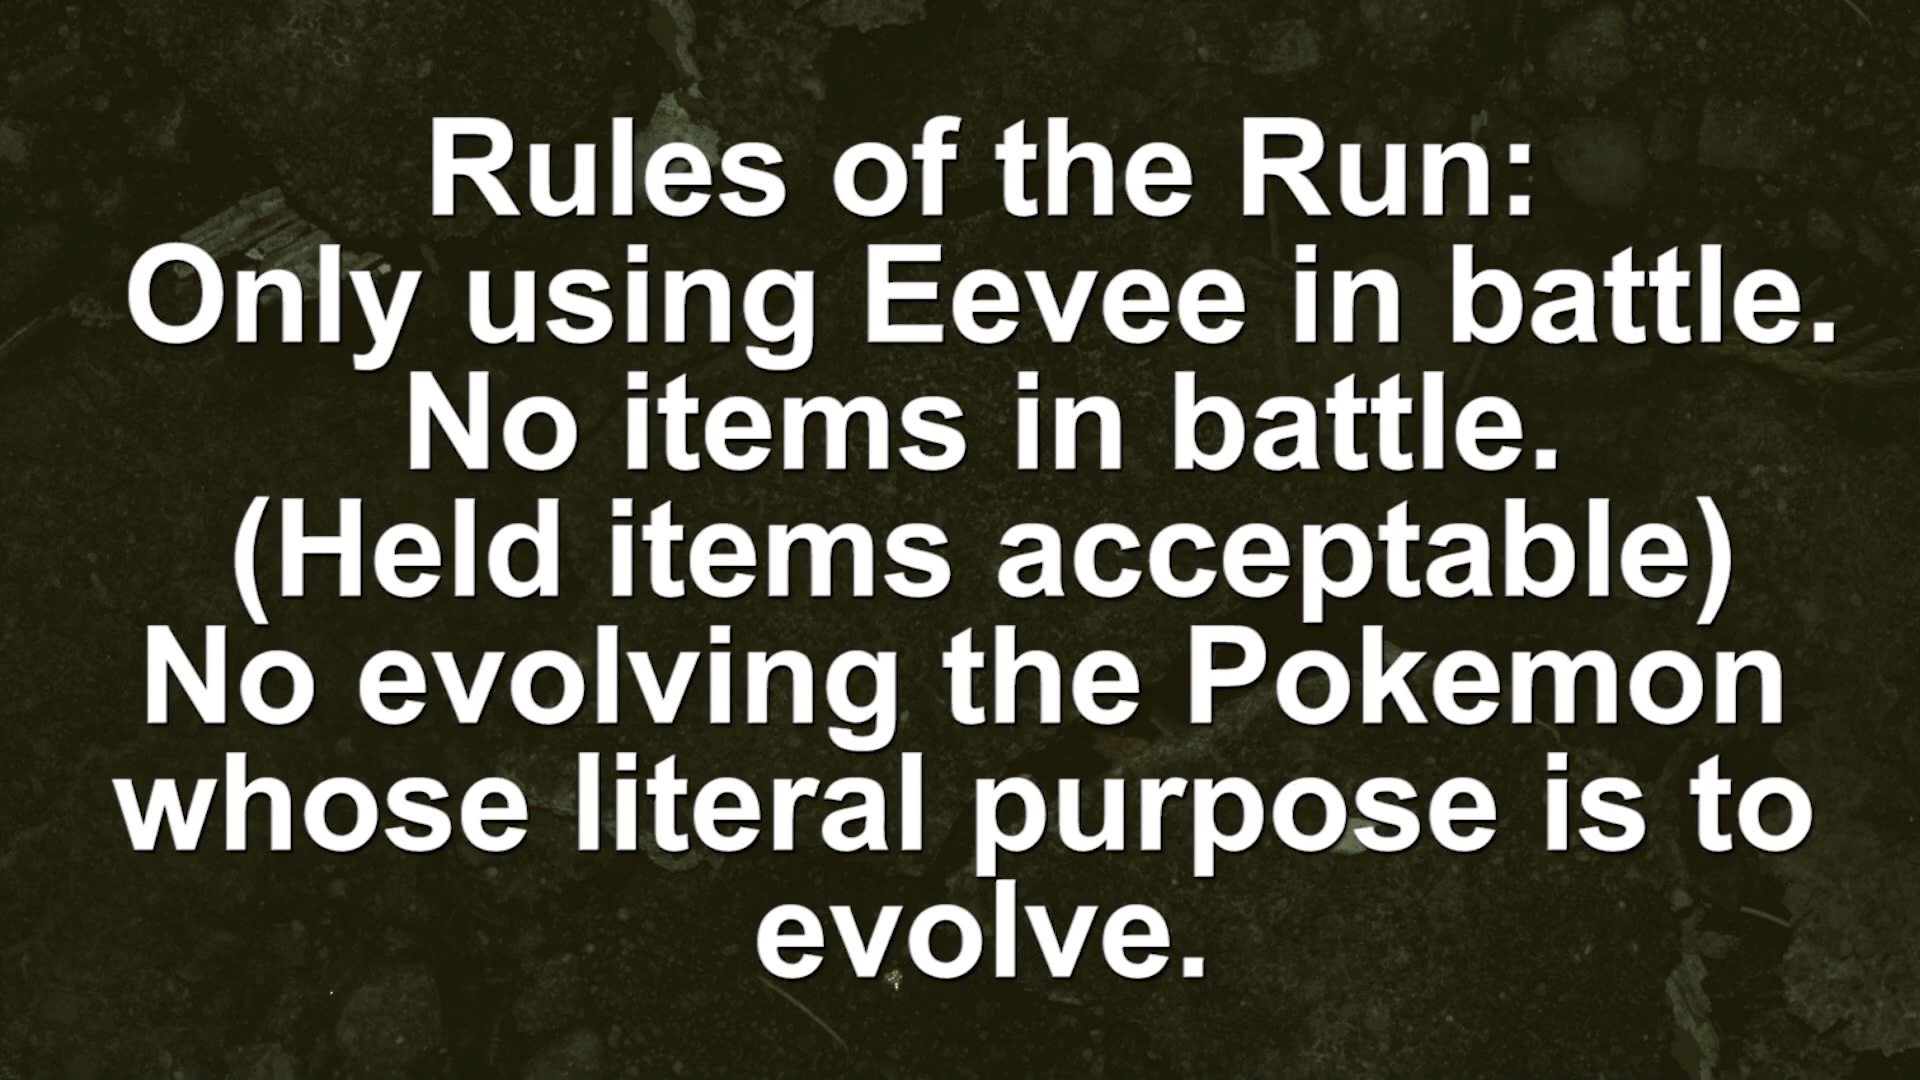 Rules of the Run:
Only using Eevee in battle.
No items in battle.
(Held items acceptable)
No evolving the Pokemon
whose literal purpose is to
evolve.